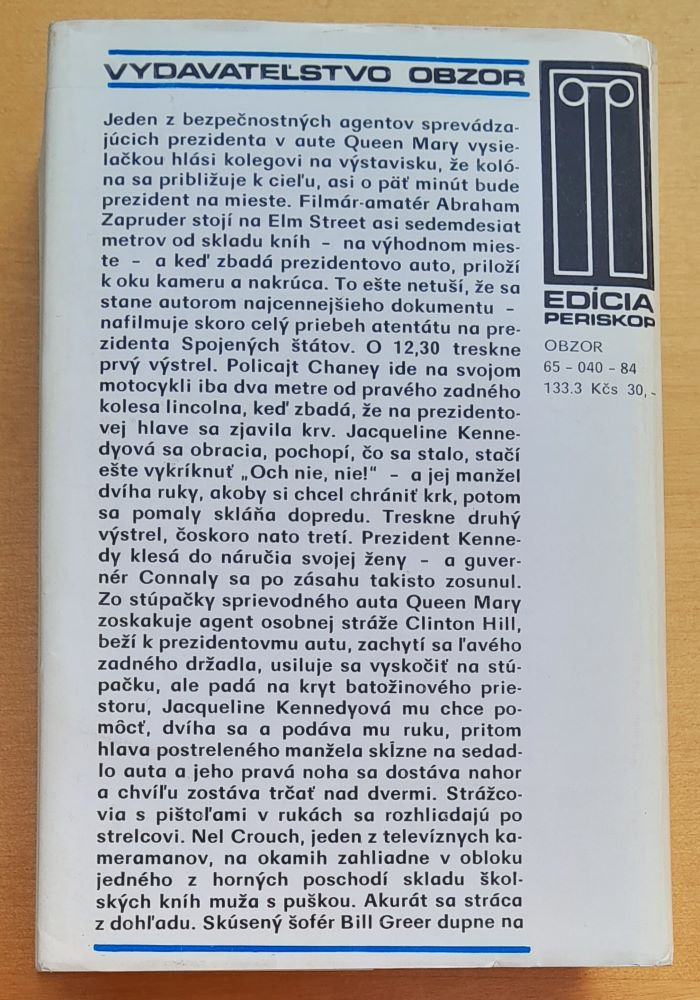 VYDAVATEĽSTVO OBZOR
Jeden z bezpečnostných agentov sprevádza-
júcich prezidenta v aute Queen Mary vysie-
lačkou hlási kolegovi na výstavisku, že koló-
na sa približuje k cieľu, asi o päť minút bude
prezident na mieste. Filmár-amatér Abraham
Zapruder stojí na Elm Street asi sedemdesiat
metrov od skladu kníh – na výhodnom mies-
te – a keď zbadá prezidentovo auto, priloží
k oku kameru a nakrúca. To ešte netuší, že sa
stane autorom najcennejšieho dokumentu –
nafilmuje skoro celý priebeh atentátu na pre-
zidenta Spojených štátov. O 12,30 treskne
prvý výstrel. Policajt Chaney ide na svojom
motocykli iba dva metre od pravého zadného
kolesa lincolna, keď zbadá, že na prezidento-
vej hlave sa zjavila krv. Jacqueline Kenne-
dyová sa obracia, pochopí, čo sa stalo, stačí
ešte vykríknuť „Och nie, nie!“ – a jej manžel
dvíha ruky, akoby si chcel chrániť krk, potom
sa pomaly skláňa dopredu. Treskne druhý
výstrel, čoskoro nato tretí. Prezident Kenne-
dy klesá do náručia svojej ženy – a guver-
nér Connaly sa po zásahu takisto zosunul.
Zo stúpačky sprievodného auta Queen Mary
zoskakuje agent osobnej stráže Clinton Hill,
beží k prezidentovmu autu, zachytí sa ľavého
zadného držadla, usiluje sa vyskočiť na stú-
pačku, ale padá na kryt batožinového prie-
storu, Jacqueline Kennedyová mu chce po-
môcť, dvíha sa a podáva mu ruku, pritom
hlava postreleného manžela skĺzne na sedad-
lo auta a jeho pravá noha sa dostáva nahor
a chvíľu zostáva trčať nad dvermi. Strážco-
via s pištoľami v rukách sa rozhliadajú po
strelcovi. Nel Crouch, jeden z televíznych ka-
meramanov, na okamih zahliadne v obloku
jedného z horných poschodí skladu škol-
ských kníh muža s puškou. Akurát sa stráca
z dohľadu. Skúsený šofér Bill Greer dupne na
EDÍCIA
PERISKOP
OBZOR
65 – 040 – 84
133.3 Kčs 30,-